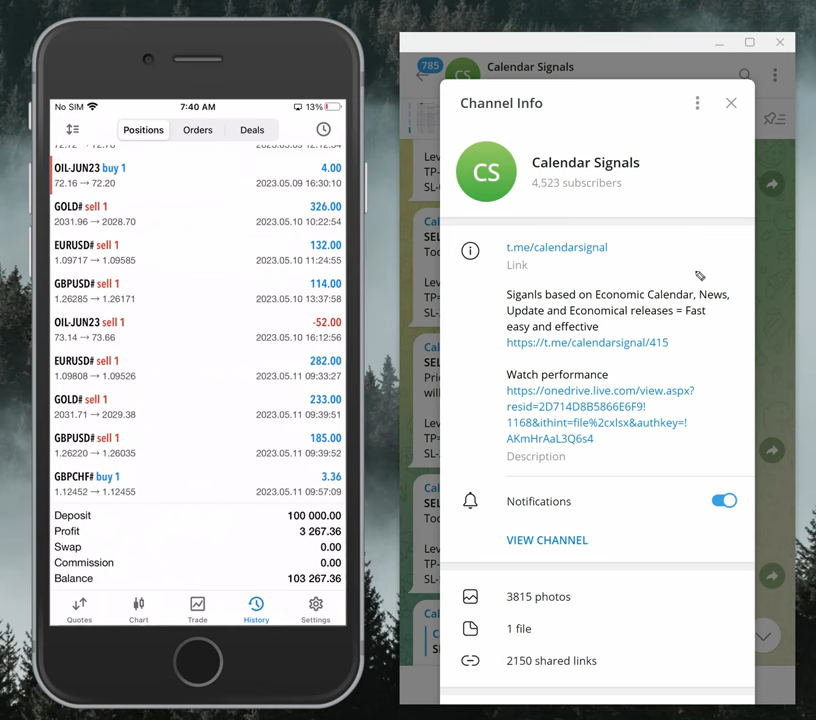 No SIM 7:40 AM 13%
Positions Orders Deals
OIL-JUN23 buy 1 4.00
72.16 → 72.20 2023.05.09 16:30:10
GOLD# sell 1 326.00
2031.96 → 2028.70 2023.05.10 10:22:54
EURUSD# sell 1 132.00
1.09717 → 1.09585 2023.05.10 11:24:55
GBPUSD# sell 1 114.00
1.26285 → 1.26171 2023.05.10 13:37:58
OIL-JUN23 sell 1 -52.00
73.14 → 73.66 2023.05.10 16:12:56
EURUSD# sell 1 282.00
1.09808 → 1.09526 2023.05.11 09:33:27
GOLD# sell 1 233.00
2031.71 → 2029.38 2023.05.11 09:39:51
GBPUSD# sell 1 185.00
1.26220 → 1.26035 2023.05.11 09:39:52
GBPCHF# buy 1 3.36
1.12452 → 1.12455 2023.05.11 09:57:09
Deposit 100 000.00
Profit 3 267.36
Swap 0.00
Commission 0.00
Balance 103 267.36
Quotes Chart Trade History Settings
785
CS
Calendar Signals
Channel Info
CS
Calendar Signals
4,523 subscribers
t.me/calendarsignal
Link
Siganls based on Economic Calendar, News,
Update and Economical releases = Fast
easy and effective
https://t.me/calendarsignal/415
Watch performance
https://onedrive.live.com/view.aspx?
resid=2D714D8B5866E6F9!
1168&ithint=file%2cxlsx&authkey=!
AKmHrAaL3Q6s4
Description
Notifications
VIEW CHANNEL
3815 photos
1 file
2150 shared links